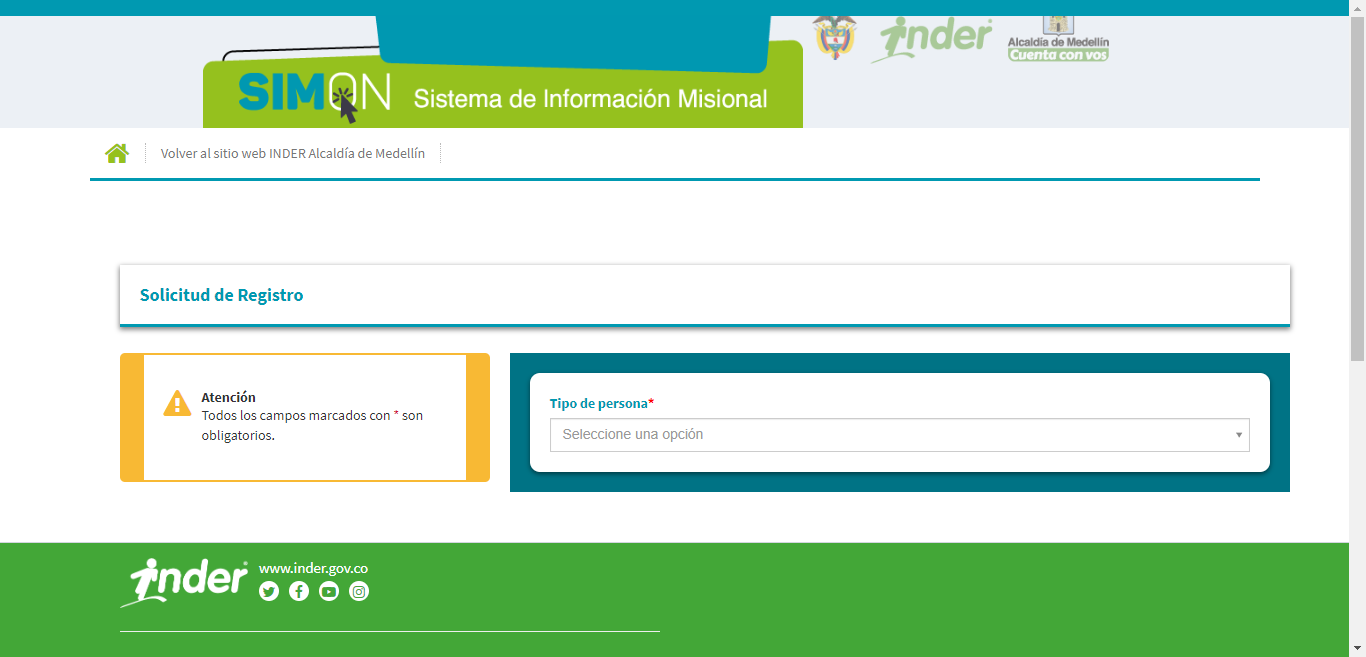 inder
Alcaldía de Medellín
Cuenta con vos
SIMON Sistema de Información Misional
Volver al sitio web INDER Alcaldía de Medellín
Solicitud de Registro
Atención
Todos los campos marcados con * son
obligatorios.
Tipo de persona*
Seleccione una opción
inder
www.inder.gov.co